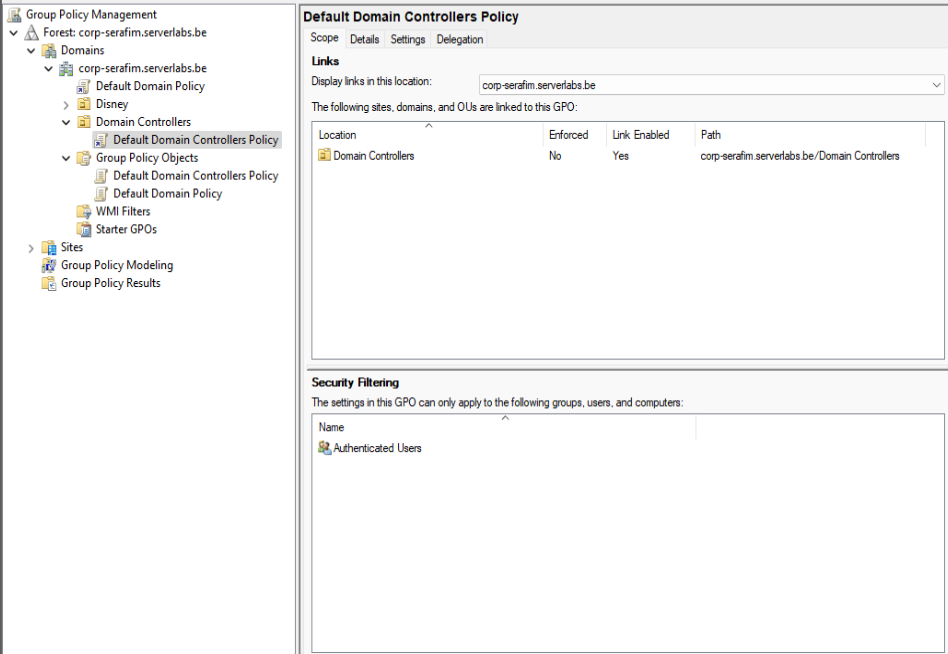 Group Policy Management
Forest: corp-serafim.serverlabs.be
Domains
corp-serafim.serverlabs.be
Default Domain Policy
Disney
Domain Controllers
Default Domain Controllers Policy
Group Policy Objects
Default Domain Controllers Policy
Default Domain Policy
WMI Filters
Starter GPOs
Sites
Group Policy Modeling
Group Policy Results
Default Domain Controllers Policy
Scope Details Settings Delegation
Links
Display links in this location: corp-serafim.serverlabs.be
The following sites, domains, and OUs are linked to this GPO:
Location Enforced Link Enabled Path
Domain Controllers No Yes corp-serafim.serverlabs.be/Domain Controllers
Security Filtering
The settings in this GPO can only apply to the following groups, users, and computers:
Name
Authenticated Users